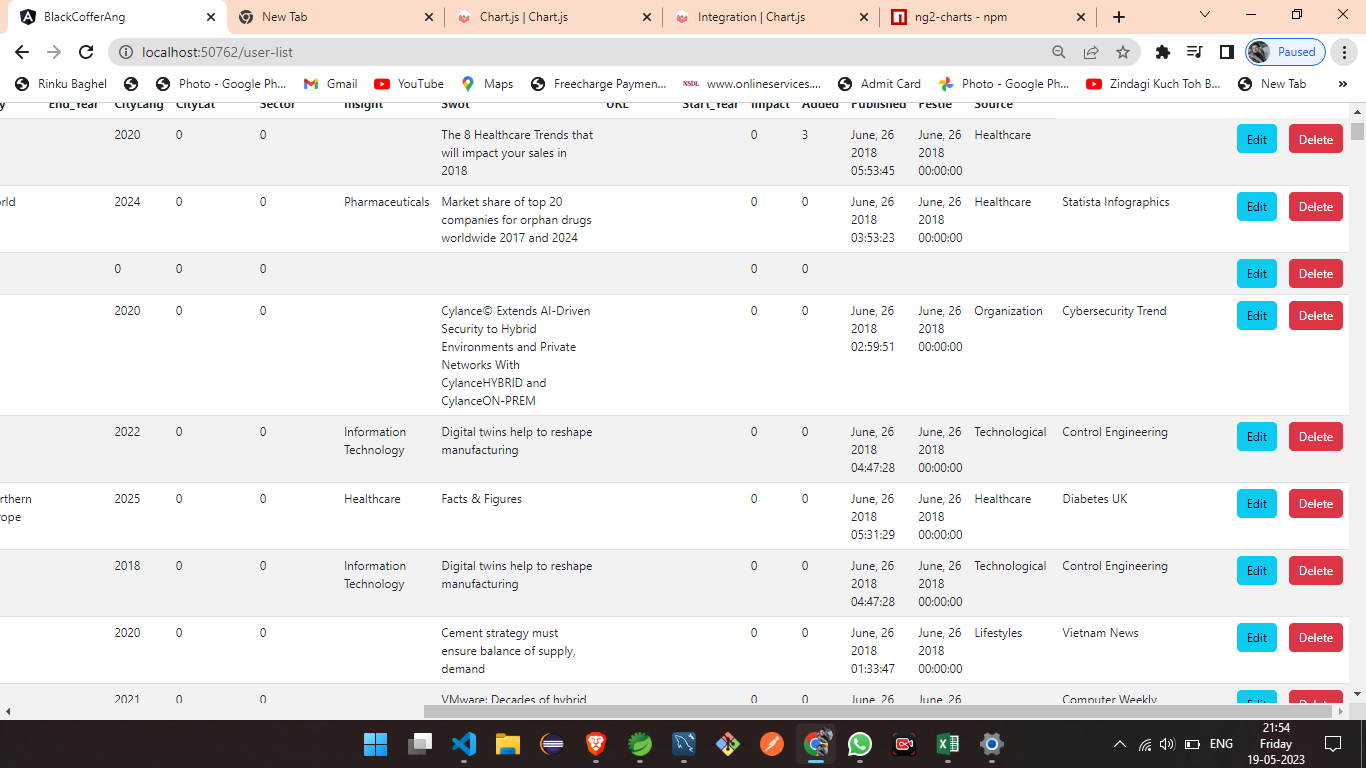 BlackCofferAng
New Tab
Chart.js | Chart.js
Integration | Chart.js
ng2-charts - npm
localhost:50762/user-list
Paused
Rinku Baghel
Photo - Google Ph...
Gmail
YouTube
Maps
Freecharge Paymen...
NSDL
www.onlineservices....
Admit Card
Photo - Google Ph...
Zindagi Kuch Toh B...
New Tab
»
y End_Year CityLang CityLat Sector Insight Swot URL Start_Year Impact Added Published Pestle Source
2020 0 0 The 8 Healthcare Trends that 0 3 June, 26 June, 26 Healthcare Edit Delete
will impact your sales in 2018 2018
2018 05:53:45 00:00:00
orld 2024 0 0 Pharmaceuticals Market share of top 20 0 0 June, 26 June, 26 Healthcare Statista Infographics Edit Delete
companies for orphan drugs 2018 2018
worldwide 2017 and 2024 03:53:23 00:00:00
0 0 0 0 0 Edit Delete
2020 0 0 Cylance© Extends AI-Driven 0 0 June, 26 June, 26 Organization Cybersecurity Trend Edit Delete
Security to Hybrid 2018 2018
Environments and Private 02:59:51 00:00:00
Networks With
CylanceHYBRID and
CylanceON-PREM
2022 0 0 Information Digital twins help to reshape 0 0 June, 26 June, 26 Technological Control Engineering Edit Delete
Technology manufacturing 2018 2018
04:47:28 00:00:00
rthern 2025 0 0 Healthcare Facts & Figures 0 0 June, 26 June, 26 Healthcare Diabetes UK Edit Delete
rope 2018 2018
05:31:29 00:00:00
2018 0 0 Information Digital twins help to reshape 0 0 June, 26 June, 26 Technological Control Engineering Edit Delete
Technology manufacturing 2018 2018
04:47:28 00:00:00
2020 0 0 Cement strategy must 0 0 June, 26 June, 26 Lifestyles Vietnam News Edit Delete
ensure balance of supply, 2018 2018
demand 01:33:47 00:00:00
2021 0 0 VMware: Decades of hybrid 0 0 June, 26 June, 26 Computer Weekly Edit Delete
ENG
21:54
Friday
19-05-2023